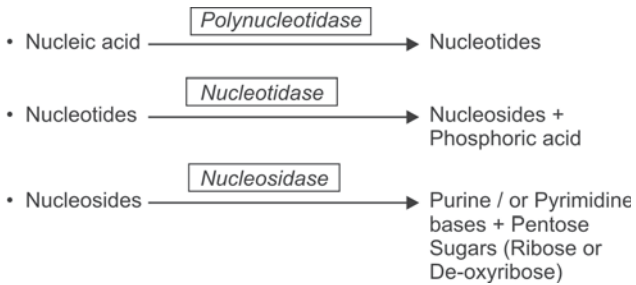 Polynucleotidase
• Nucleic acid Nucleotides
Nucleotidase
• Nucleotides Nucleosides +
Phosphoric acid
Nucleosidase
• Nucleosides Purine / or Pyrimidine
bases + Pentose
Sugars (Ribose or
De-oxyribose)